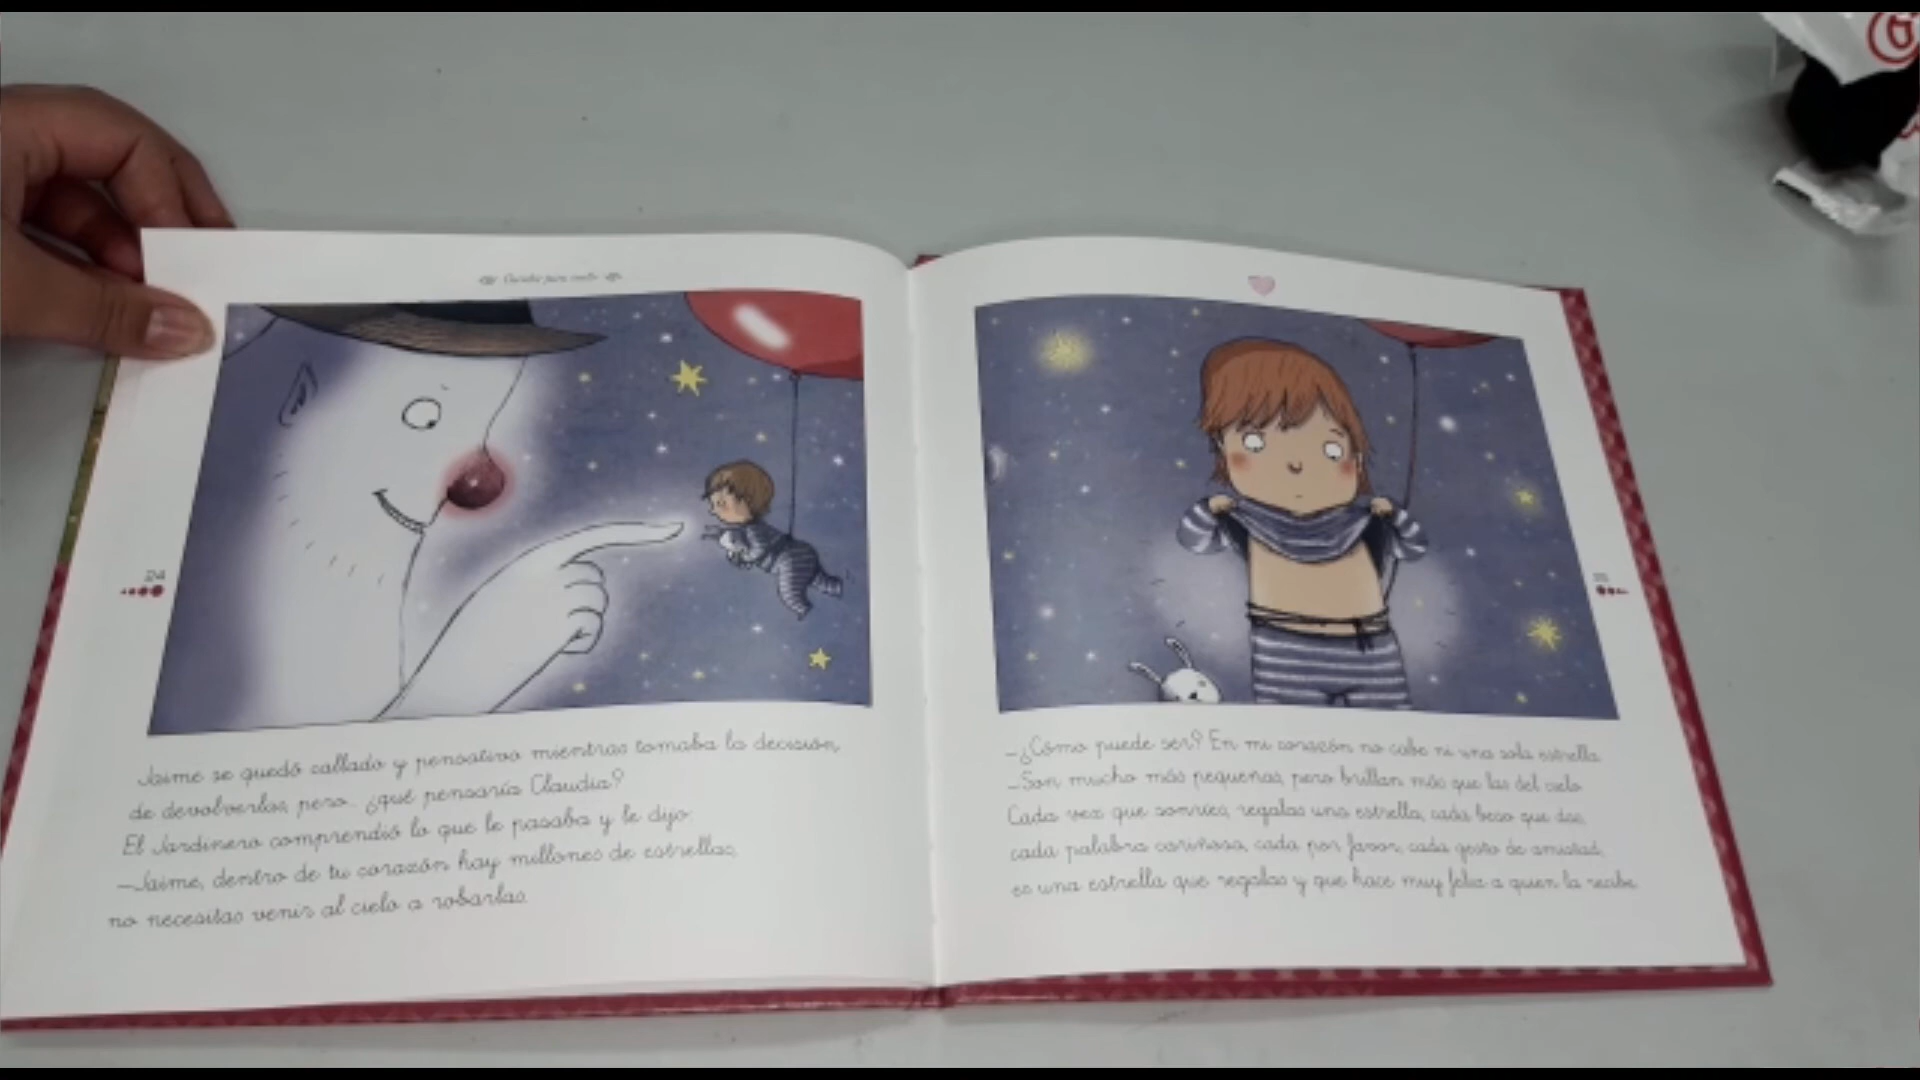 Cuentos para
24
Jaime se quedó callado y pensativo mientras tomaba la decisión
de devolverlas, pero... ¿qué pensaría Claudia?
El Jardinero comprendió lo que le pasaba y le dijo:
—Jaime, dentro de tu corazón hay millones de estrellas,
no necesitas venir al cielo a robarlas.
—¿Cómo puede ser? En mi corazón no cabe ni una sola estrella.
—Son mucho más pequeñas, pero brillan más que las del cielo.
Cada vez que sonríes, regalas una estrella, cada beso que das,
cada palabra cariñosa, cada por favor, cada gesto de amistad,
es una estrella que regalas y que hace muy feliz a quien la recibe.